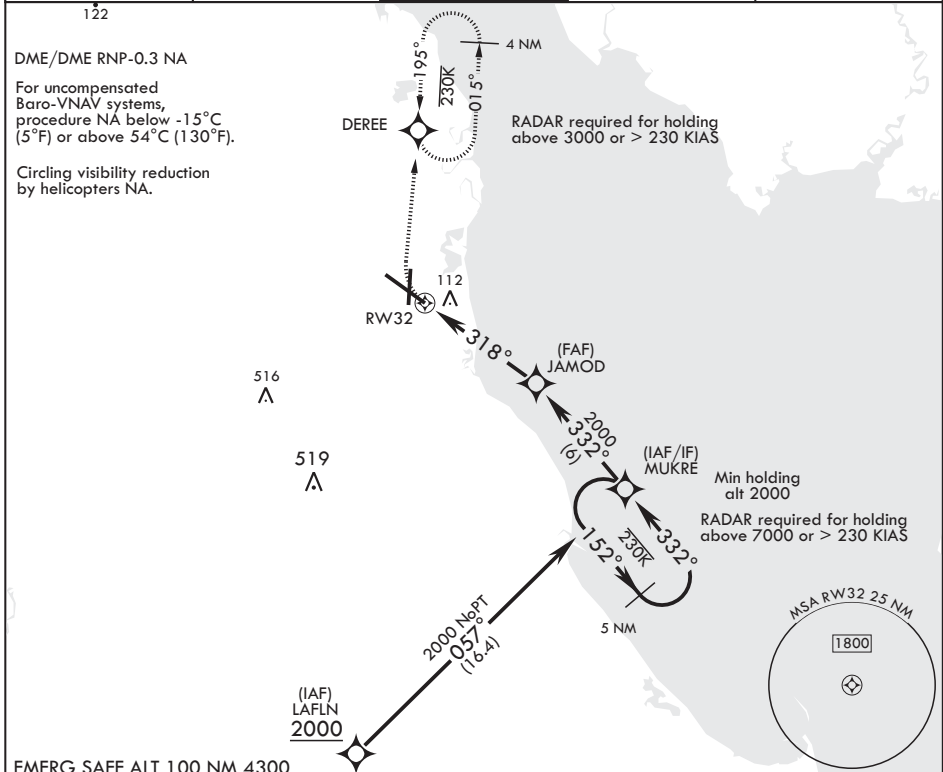 122
DME/DME RNP-0.3 NA
For uncompensated
Baro-VNAV systems,
procedure NA below -15°C
(5°F) or above 54°C (130°F).
Circling visibility reduction
by helicopters NA.
4 NM
195°
230K
015°
DEREE
RADAR required for holding
above 3000 or > 230 KIAS
112
RW32
318°
(FAF)
JAMOD
516
2000
332°
(6)
519
(IAF/IF)
MUKRE
Min holding
alt 2000
RADAR required for holding
above 7000 or > 230 KIAS
152°
230K
332°
5 NM
2000 NoPT
057°
(16.4)
MSA RW32 25 NM
1800
(IAF)
LAFLN
2000
EMERG SAFE ALT 100 NM 4300